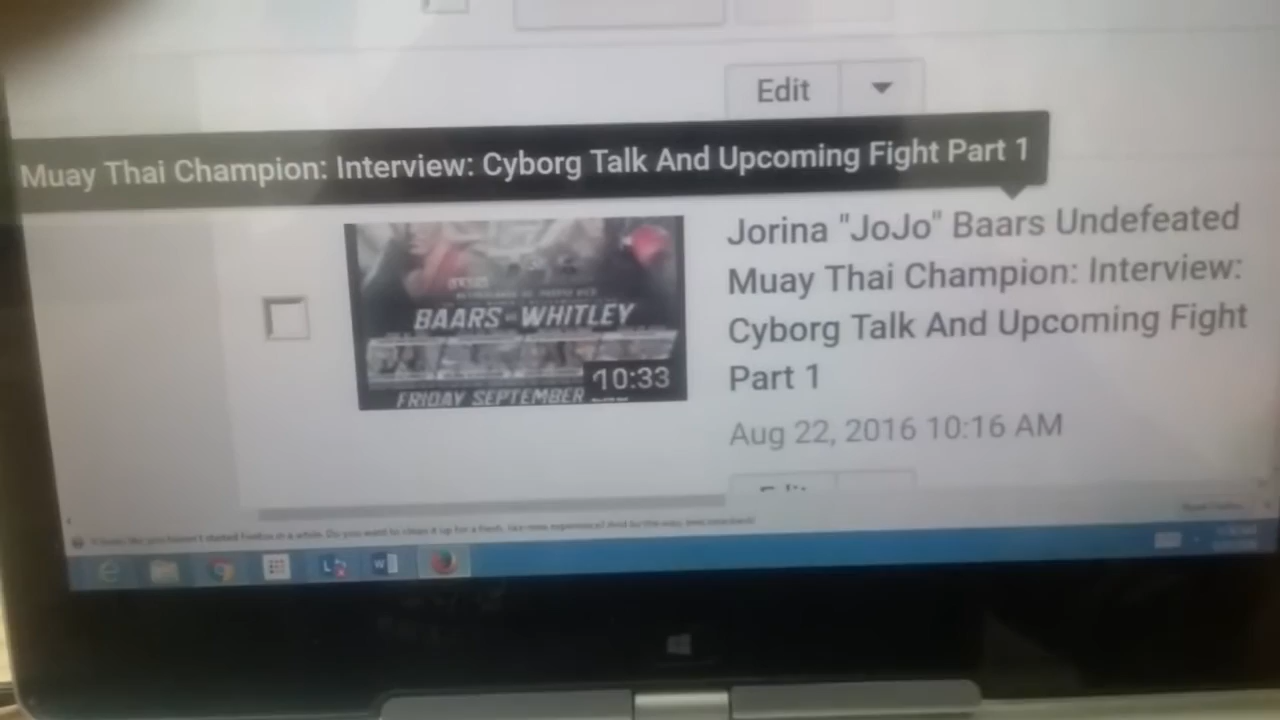 Edit
Muay Thai Champion: Interview: Cyborg Talk And Upcoming Fight Part 1
Jorina "JoJo" Baars Undefeated
Muay Thai Champion: Interview:
Cyborg Talk And Upcoming Fight
Part 1
Aug 22, 2016 10:16 AM
BAARS WHITLEY
10:33
FRIDAY SEPTEMBER
Edit